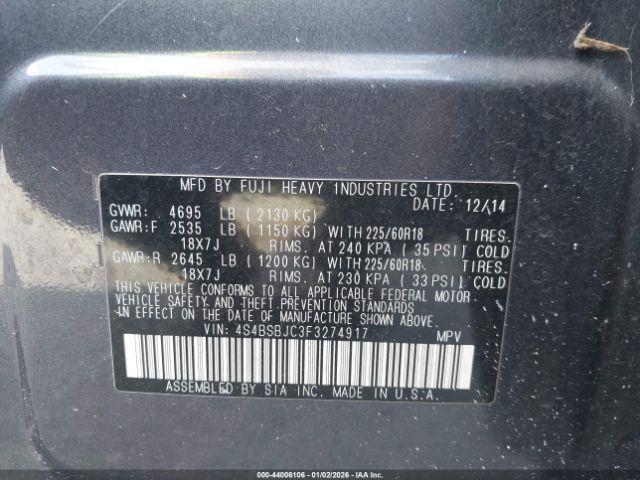 MFD BY FUJI HEAVY INDUSTRIES LTD.
DATE: 12/14
GVWR: 4695 LB ( 2130 KG)
GAWR:F 2535 LB ( 1150 KG) WITH 225/60R18 TIRES.
18X7J RIMS. AT 240 KPA ( 35 PSI) COLD
GAWR:R 2645 LB ( 1200 KG) WITH 225/60R18 TIRES.
18X7J RIMS. AT 230 KPA ( 33 PSI) COLD
THIS VEHICLE CONFORMS TO ALL APPLICABLE FEDERAL MOTOR
VEHICLE SAFETY AND THEFT PREVENTION STANDARDS
IN EFFECT ON THE DATE OF MANUFACTURE SHOWN ABOVE.
VIN: 4S4BSBJC3F3274917 MPV
ASSEMBLED BY SIA INC. MADE IN U.S.A.
000-44006106 - 01/02/2026 - IAA Inc.